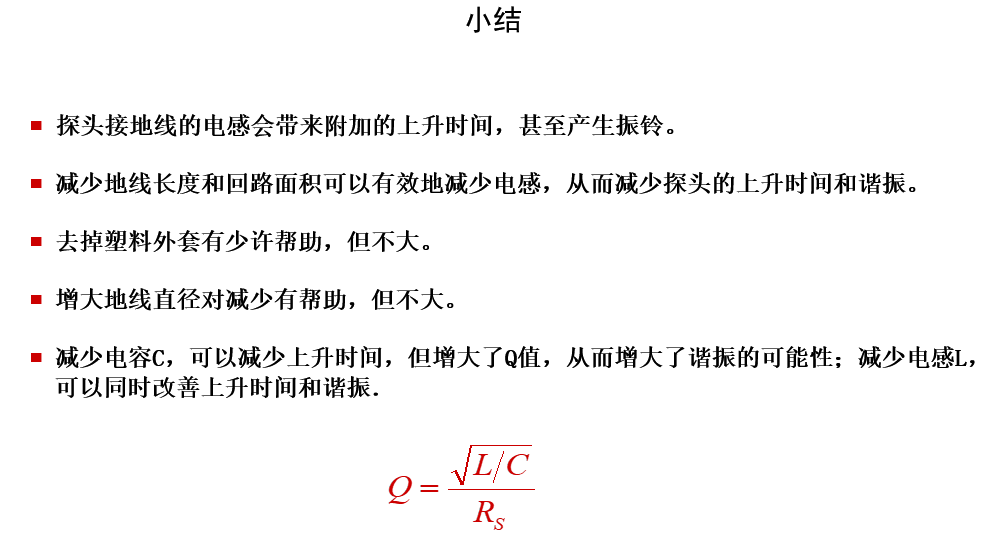 小结
▪ 探头接地线的电感会带来附加的上升时间，甚至产生振铃。
▪ 减少地线长度和回路面积可以有效地减少电感，从而减少探头的上升时间和谐振。
▪ 去掉塑料外套有少许帮助，但不大。
▪ 增大地线直径对减少有帮助，但不大。
▪ 减少电容C，可以减少上升时间，但增大了Q值，从而增大了谐振的可能性；减少电感L，
可以同时改善上升时间和谐振.
Q = √(L/C) / R_S